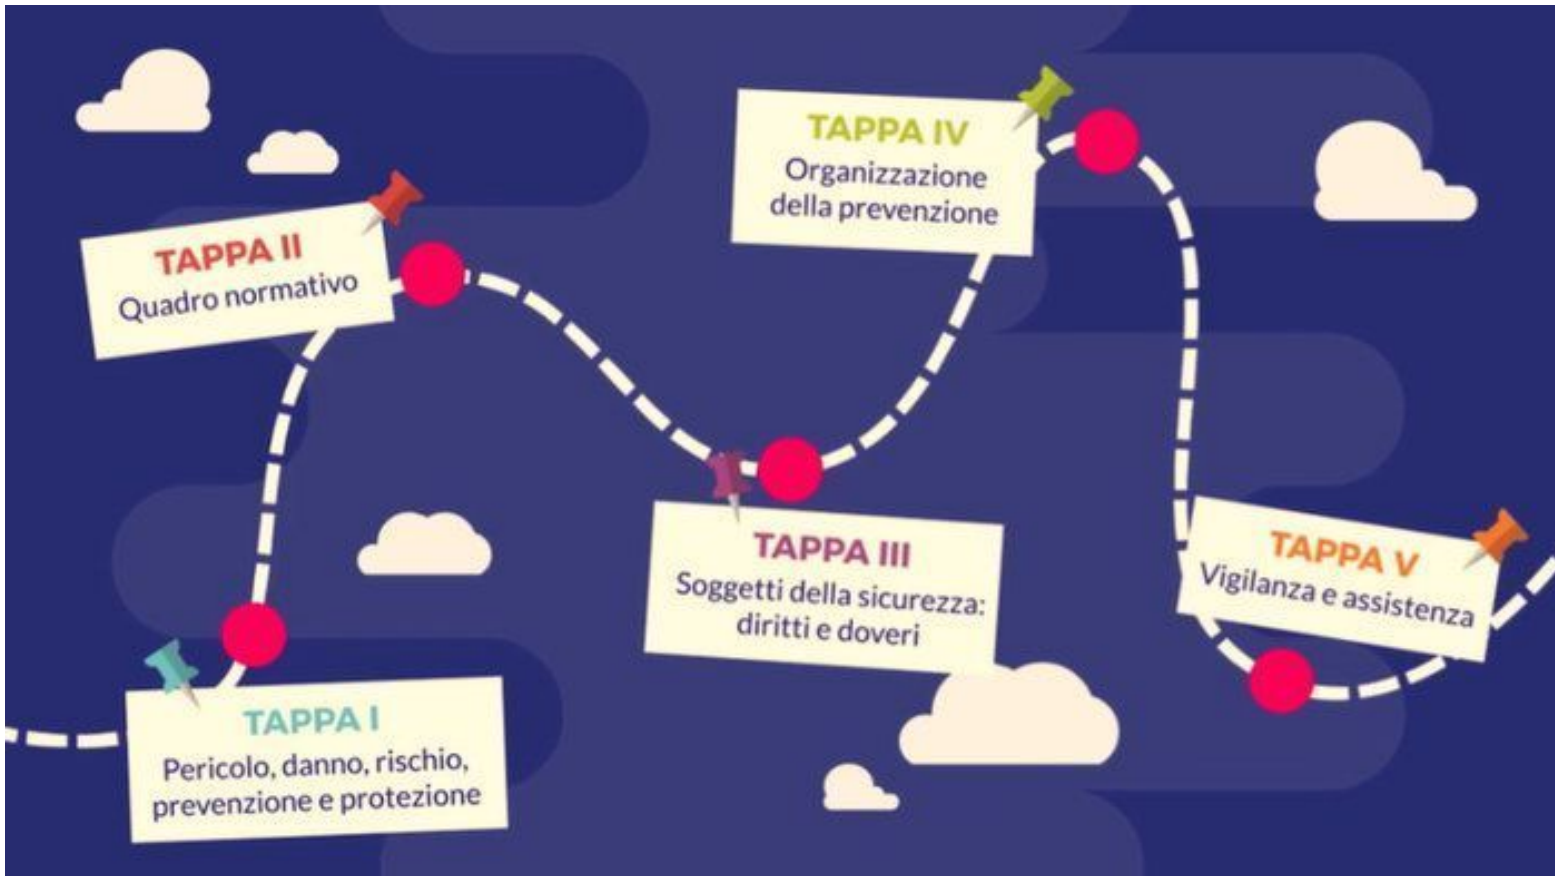 TAPPA I
Pericolo, danno, rischio,
prevenzione e protezione
TAPPA II
Quadro normativo
TAPPA III
Soggetti della sicurezza:
diritti e doveri
TAPPA IV
Organizzazione
della prevenzione
TAPPA V
Vigilanza e assistenza